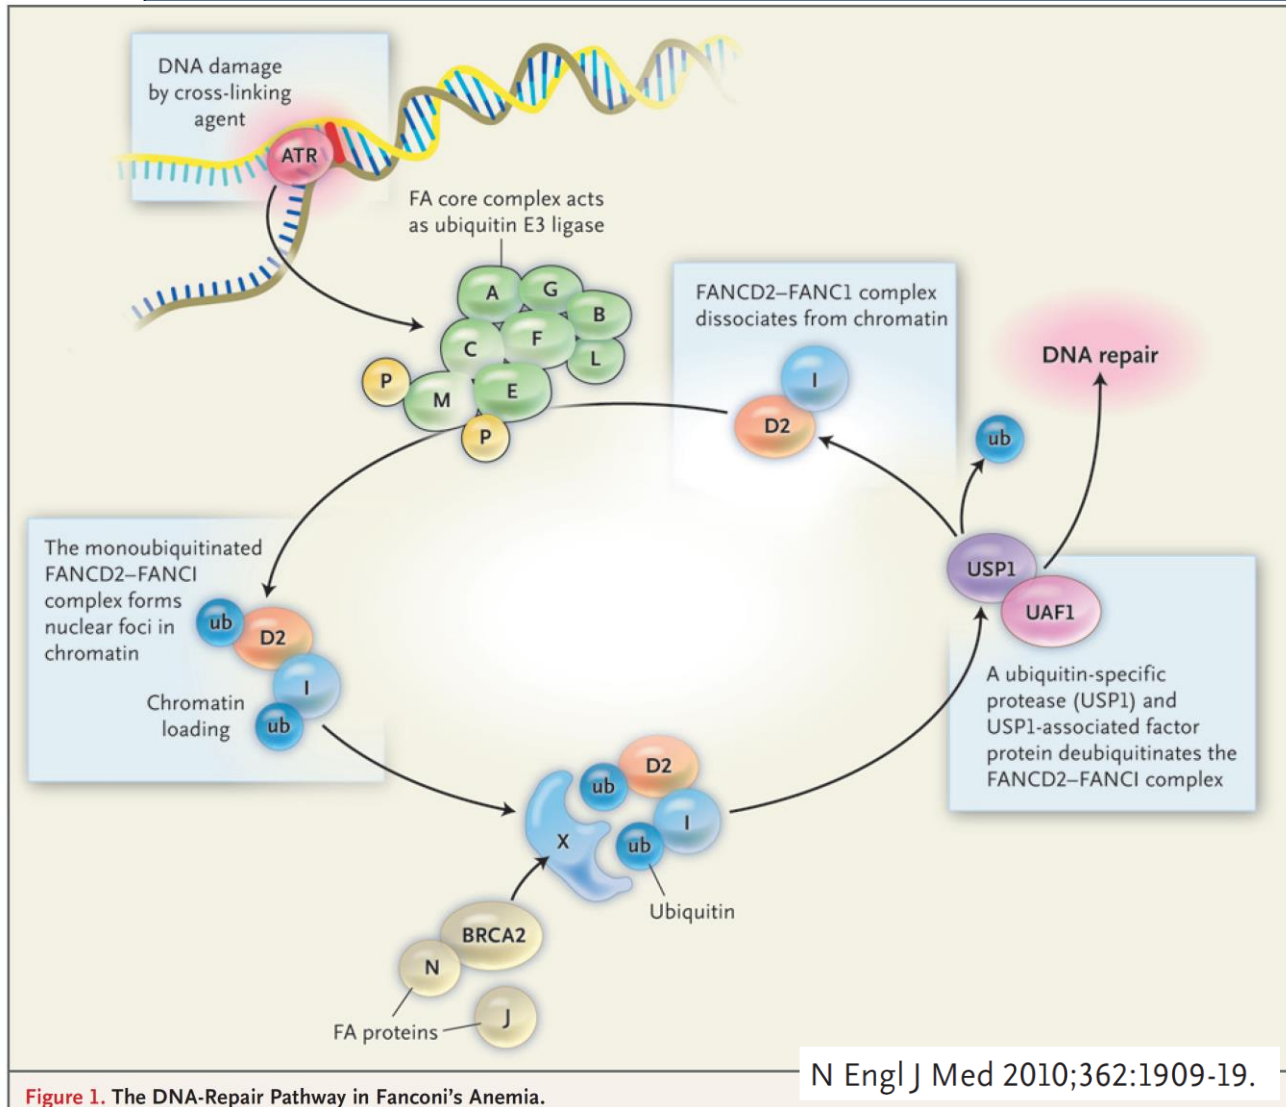 DNA damage
by cross-linking
agent
ATR
FA core complex acts
as ubiquitin E3 ligase
A
G
B
C
F
L
M
E
P
P
FANCD2–FANC1 complex
dissociates from chromatin
I
D2
DNA repair
ub
USP1
UAF1
A ubiquitin-specific
protease (USP1) and
USP1-associated factor
protein deubiquitinates the
FANCD2–FANCI complex
The monoubiquitinated
FANCD2–FANCI
complex forms
nuclear foci in
chromatin
ub
D2
I
ub
Chromatin
loading
D2
ub
I
ub
X
Ubiquitin
BRCA2
N
J
FA proteins
N Engl J Med 2010;362:1909-19.
Figure 1. The DNA-Repair Pathway in Fanconi's Anemia.